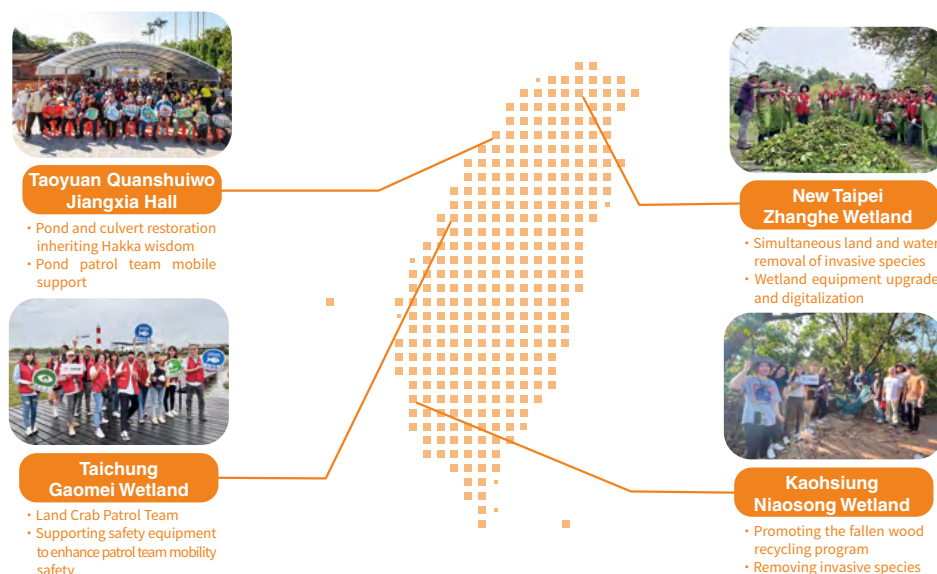 Taoyuan Quanshuiwo
Jiangxia Hall
・Pond and culvert restoration
inheriting Hakka wisdom
・Pond patrol team mobile
support
Taichung
Gaomei Wetland
・Land Crab Patrol Team
・Supporting safety equipment
to enhance patrol team mobility
safety
New Taipei
Zhanghe Wetland
・Simultaneous land and water
removal of invasive species
・Wetland equipment upgrade
and digitalization
Kaohsiung
Niaosong Wetland
・Promoting the fallen wood
recycling program
・Removing invasive species